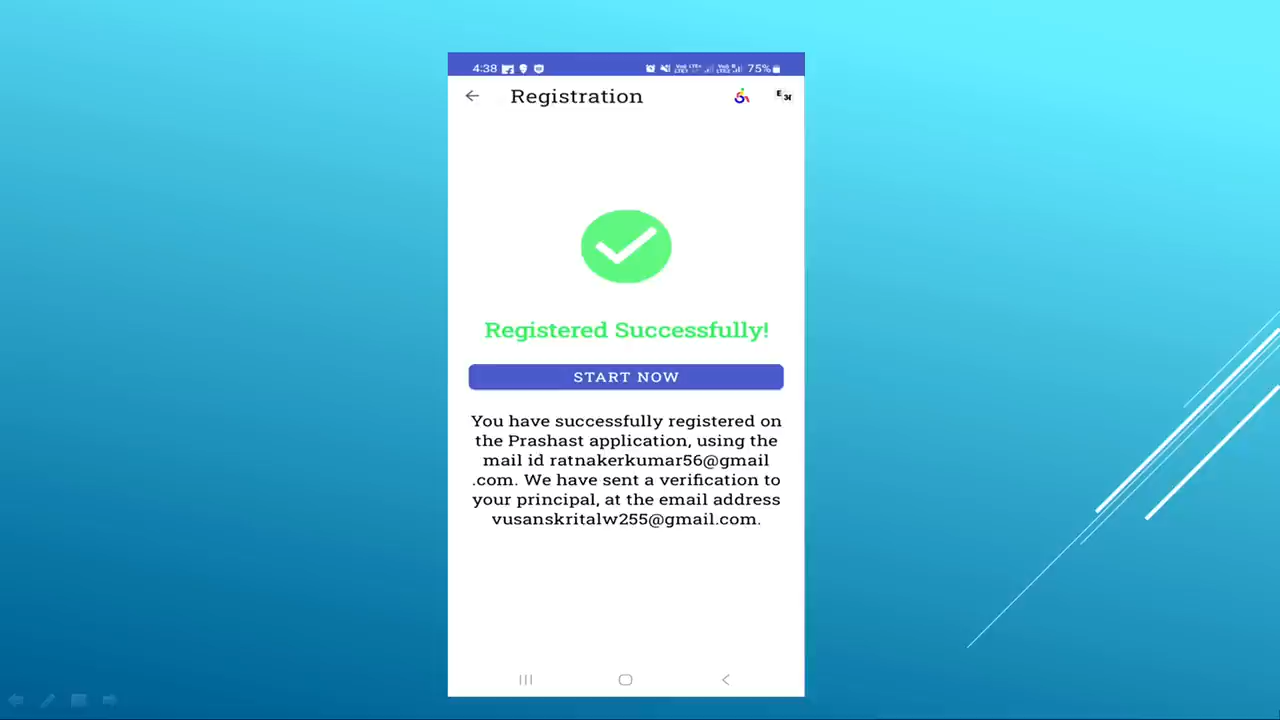 4:38
75%
Registration
E अ
Registered Successfully!
START NOW
You have successfully registered on
the Prashast application, using the
mail id ratnakerkumar56@gmail
.com. We have sent a verification to
your principal, at the email address
vusanskritalw255@gmail.com.